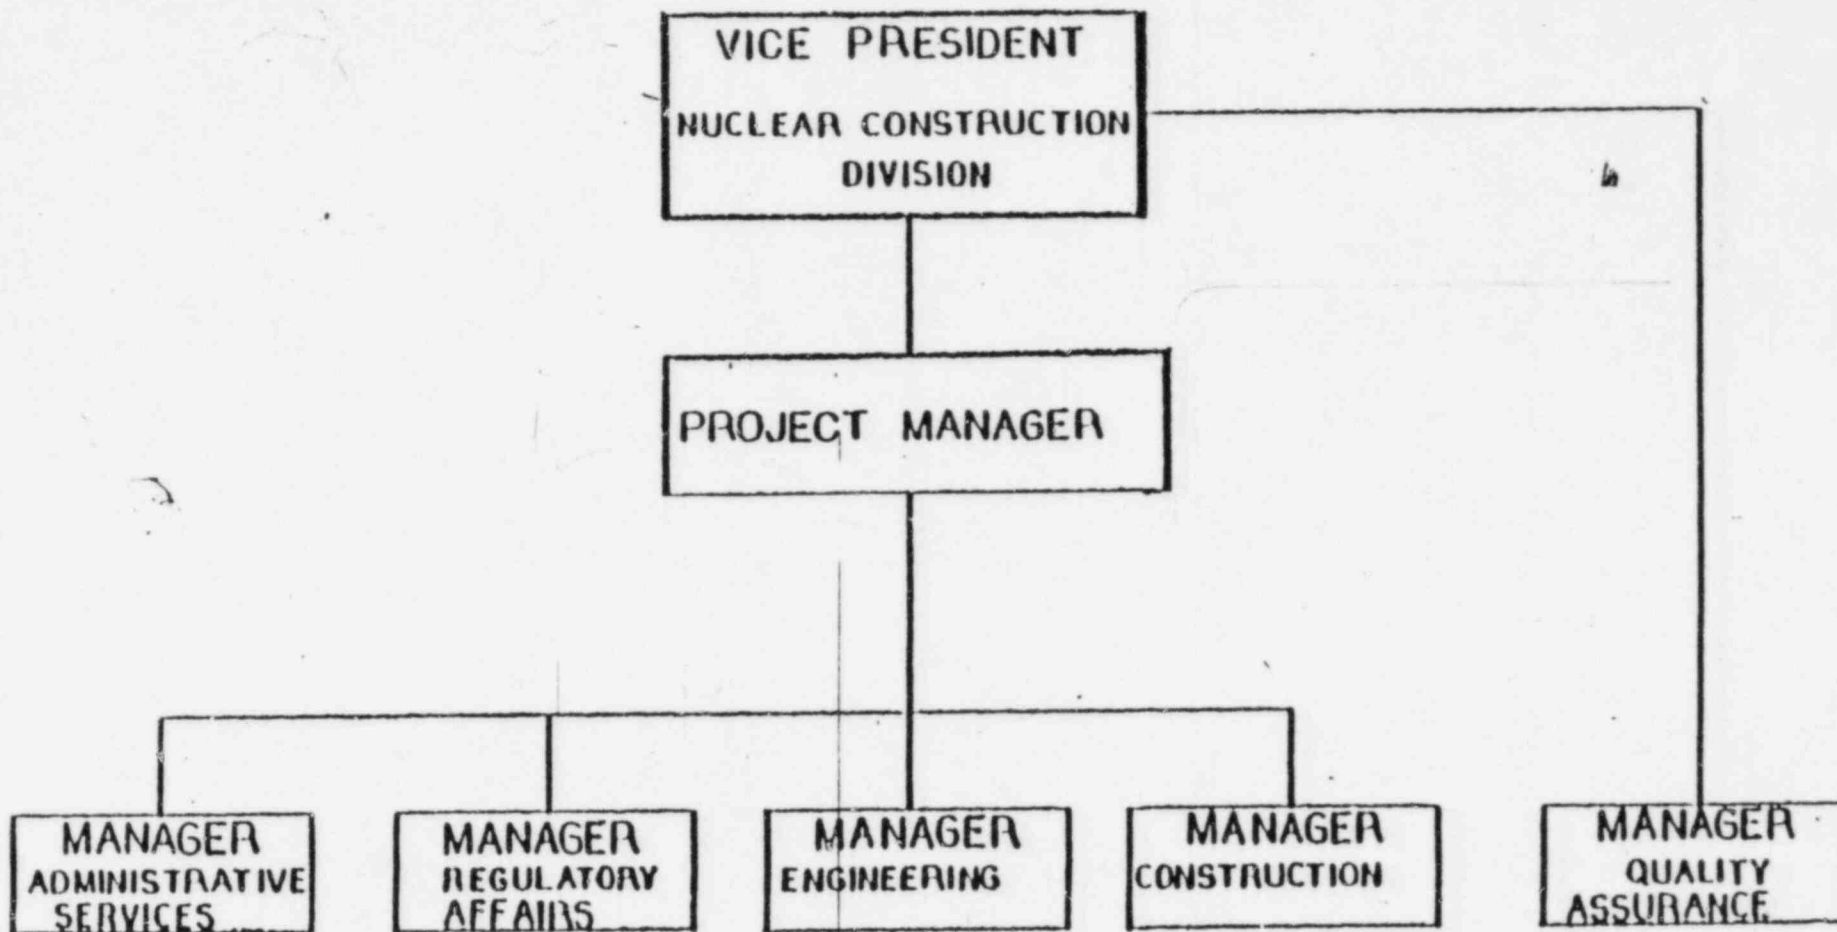 VICE PRESIDENT
NUCLEAR CONSTRUCTION
DIVISION
PROJECT MANAGER
MANAGER
ADMINISTRATIVE
SERVICES
MANAGER
REGULATORY
AFFAIRS
MANAGER
ENGINEERING
MANAGER
CONSTRUCTION
MANAGER
QUALITY
ASSURANCE